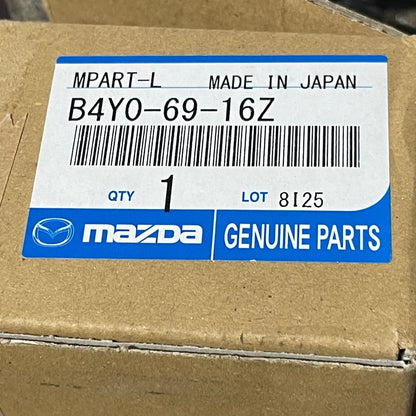 MPART-L MADE IN JAPAN
B4Y0-69-16Z
QTY 1 LOT 8I25
mazda GENUINE PARTS